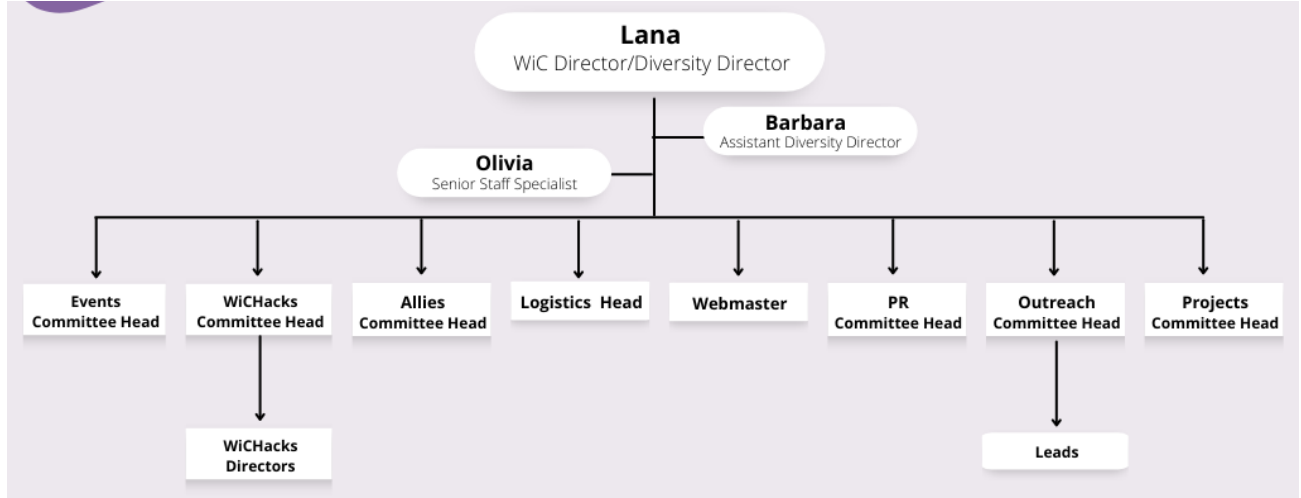 Lana
WiC Director/Diversity Director
Barbara
Assistant Diversity Director
Olivia
Senior Staff Specialist
Events
Committee Head
WiCHacks
Committee Head
Allies
Committee Head
Logistics Head
Webmaster
PR
Committee Head
Outreach
Committee Head
Projects
Committee Head
WiCHacks
Directors
Leads